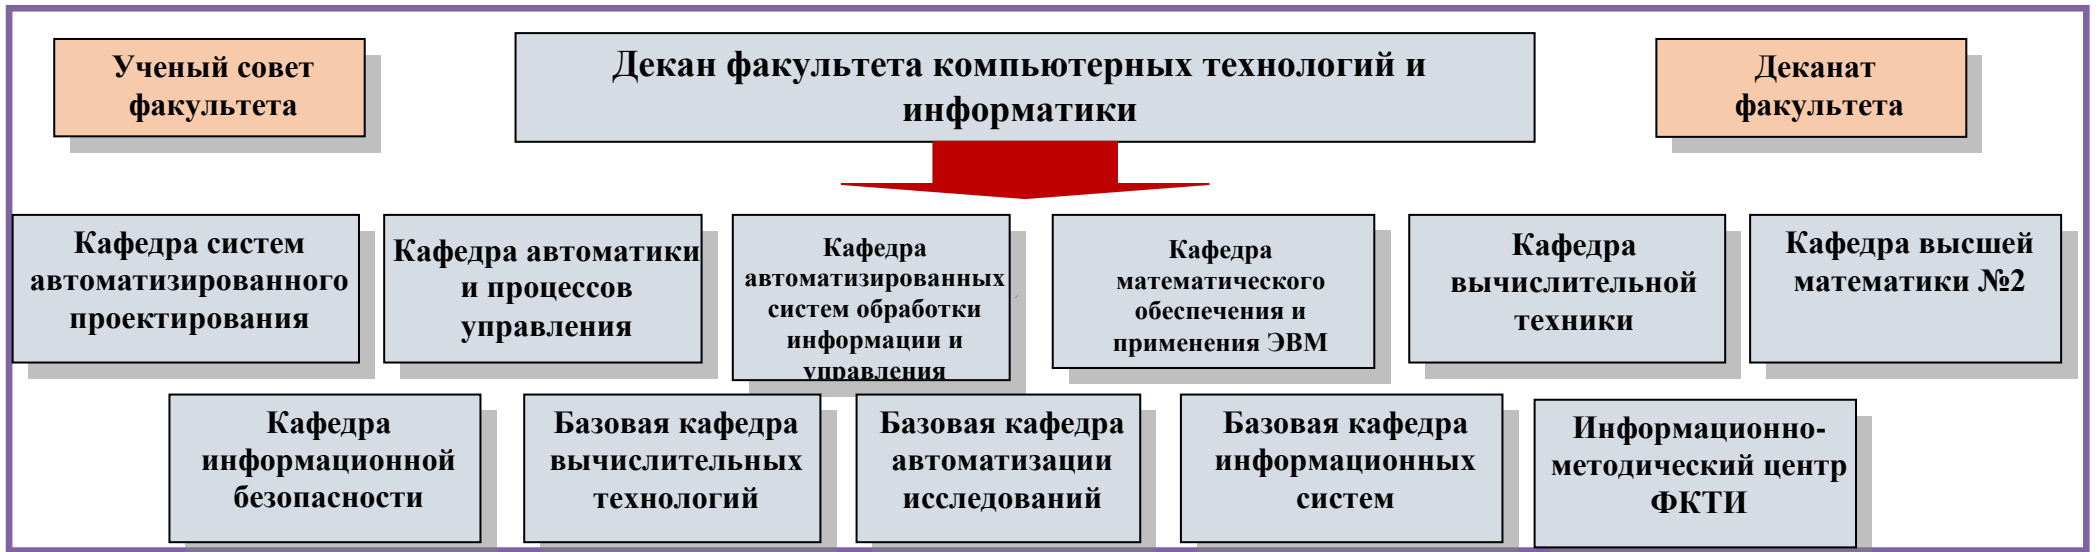 Ученый совет
факультета
Декан факультета компьютерных технологий и
информатики
Деканат
факультета
Кафедра систем
автоматизированного
проектирования
Кафедра автоматики
и процессов
управления
Кафедра
автоматизированных
систем обработки
информации и
управления
Кафедра
математического
обеспечения и
применения ЭВМ
Кафедра
вычислительной
техники
Кафедра высшей
математики №2
Кафедра
информационной
безопасности
Базовая кафедра
вычислительных
технологий
Базовая кафедра
автоматизации
исследований
Базовая кафедра
информационных
систем
Информационно-
методический центр
ФКТИ